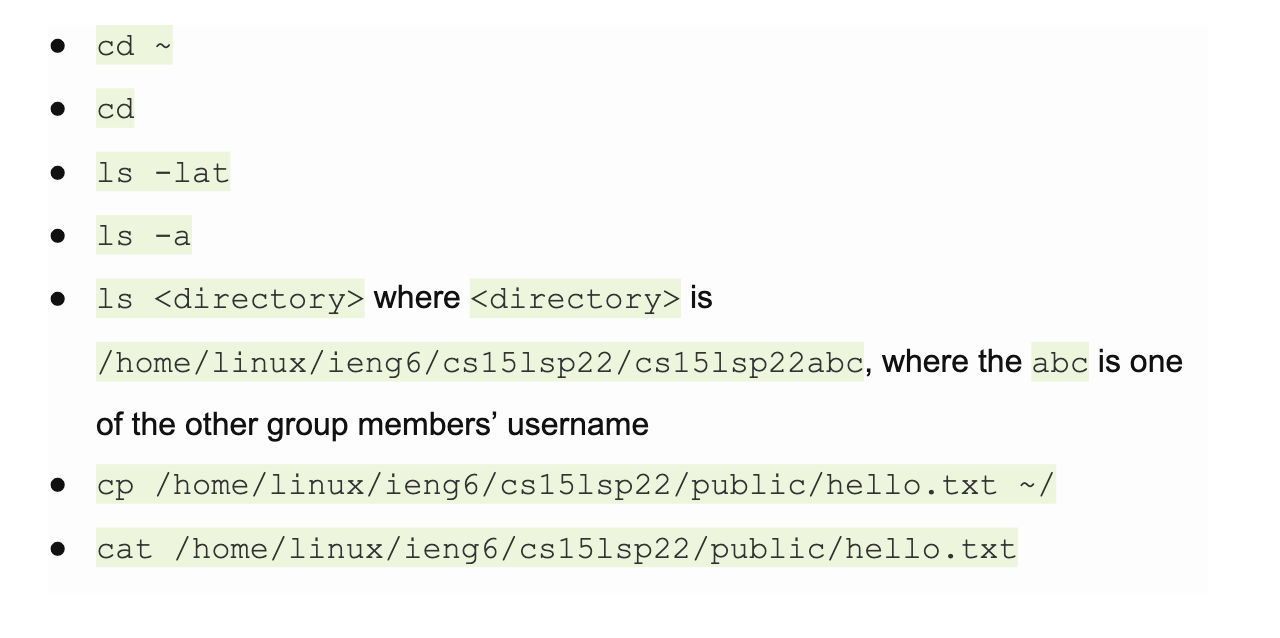 ● cd ~
● cd
● ls -lat
● ls -a
● ls <directory> where <directory> is
/home/linux/ieng6/cs15lsp22/cs15lsp22abc, where the abc is one
of the other group members’ username
● cp /home/linux/ieng6/cs15lsp22/public/hello.txt ~/
● cat /home/linux/ieng6/cs15lsp22/public/hello.txt